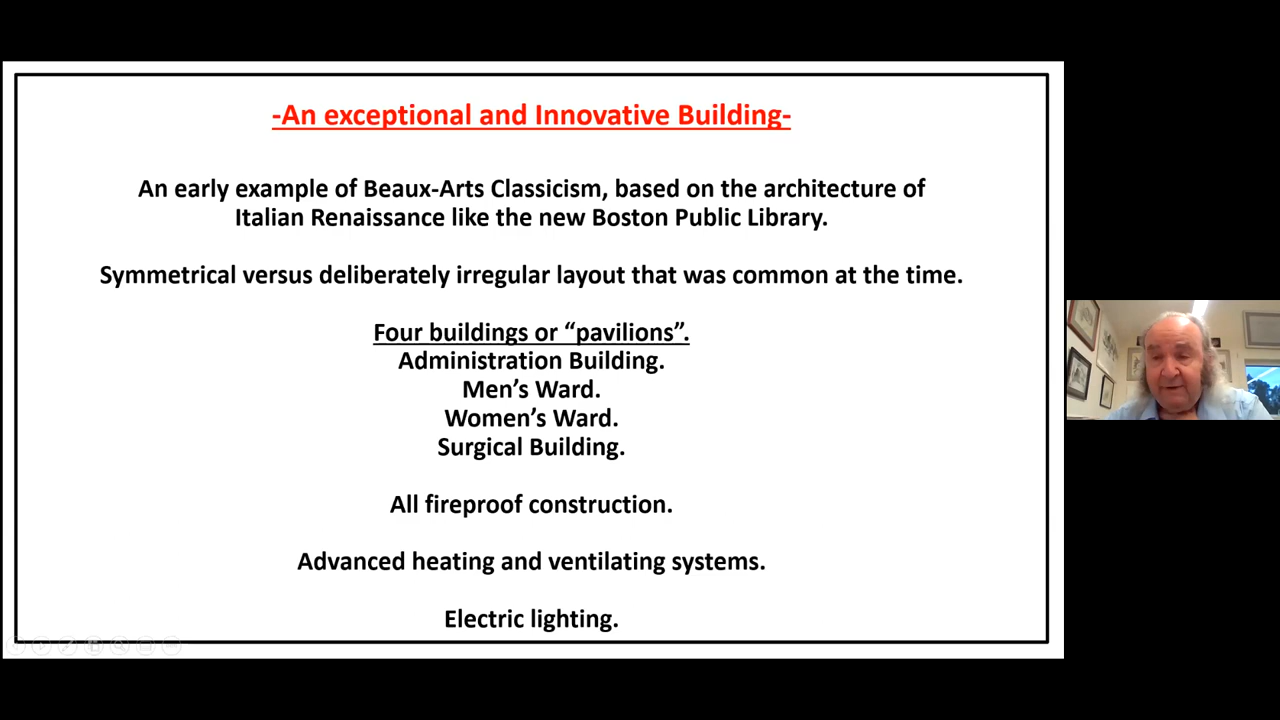 -An exceptional and Innovative Building-
An early example of Beaux-Arts Classicism, based on the architecture of
Italian Renaissance like the new Boston Public Library.
Symmetrical versus deliberately irregular layout that was common at the time.
Four buildings or “pavilions”.
Administration Building.
Men’s Ward.
Women’s Ward.
Surgical Building.
All fireproof construction.
Advanced heating and ventilating systems.
Electric lighting.